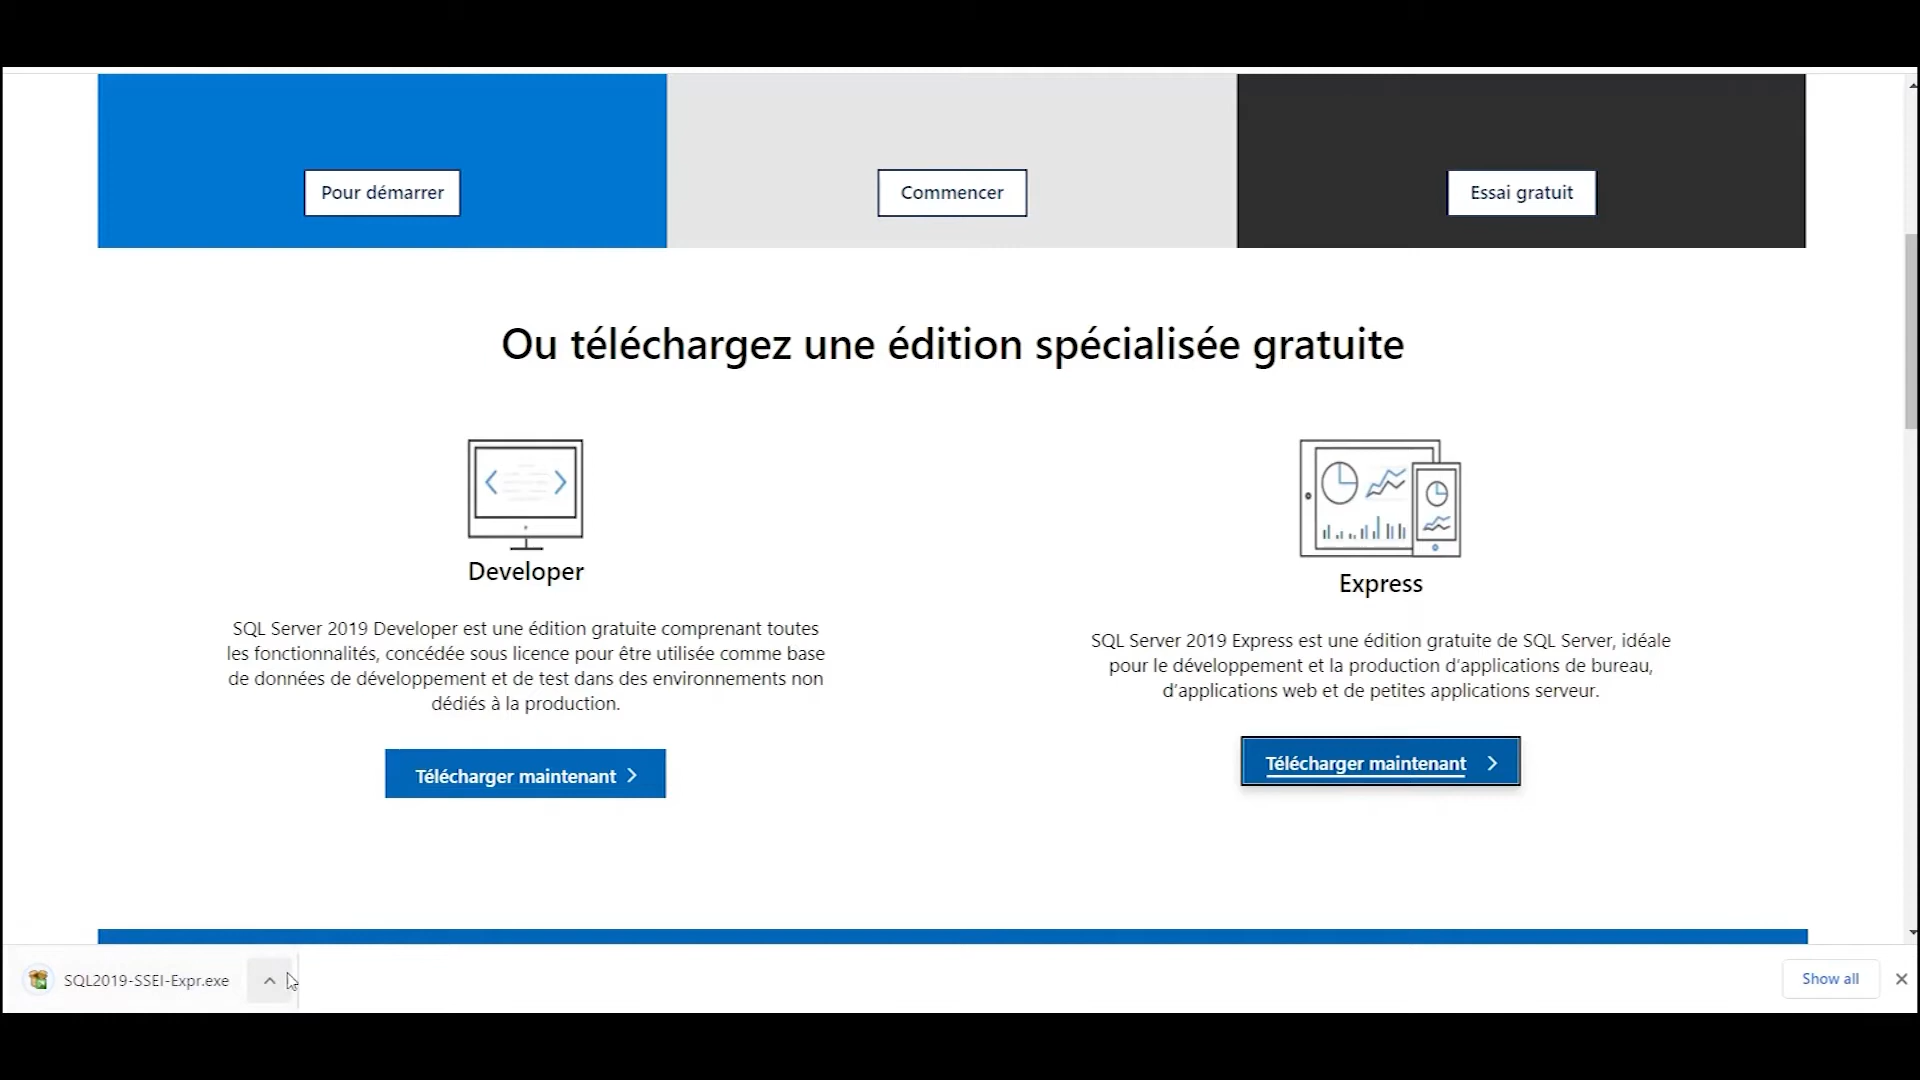 Pour démarrer
Commencer
Essai gratuit
Ou téléchargez une édition spécialisée gratuite
Developer
SQL Server 2019 Developer est une édition gratuite comprenant toutes
les fonctionnalités, concédée sous licence pour être utilisée comme base
de données de développement et de test dans des environnements non
dédiés à la production.
Télécharger maintenant
Express
SQL Server 2019 Express est une édition gratuite de SQL Server, idéale
pour le développement et la production d’applications de bureau,
d’applications web et de petites applications serveur.
Télécharger maintenant
SQL2019-SSEI-Expr.exe
Show all